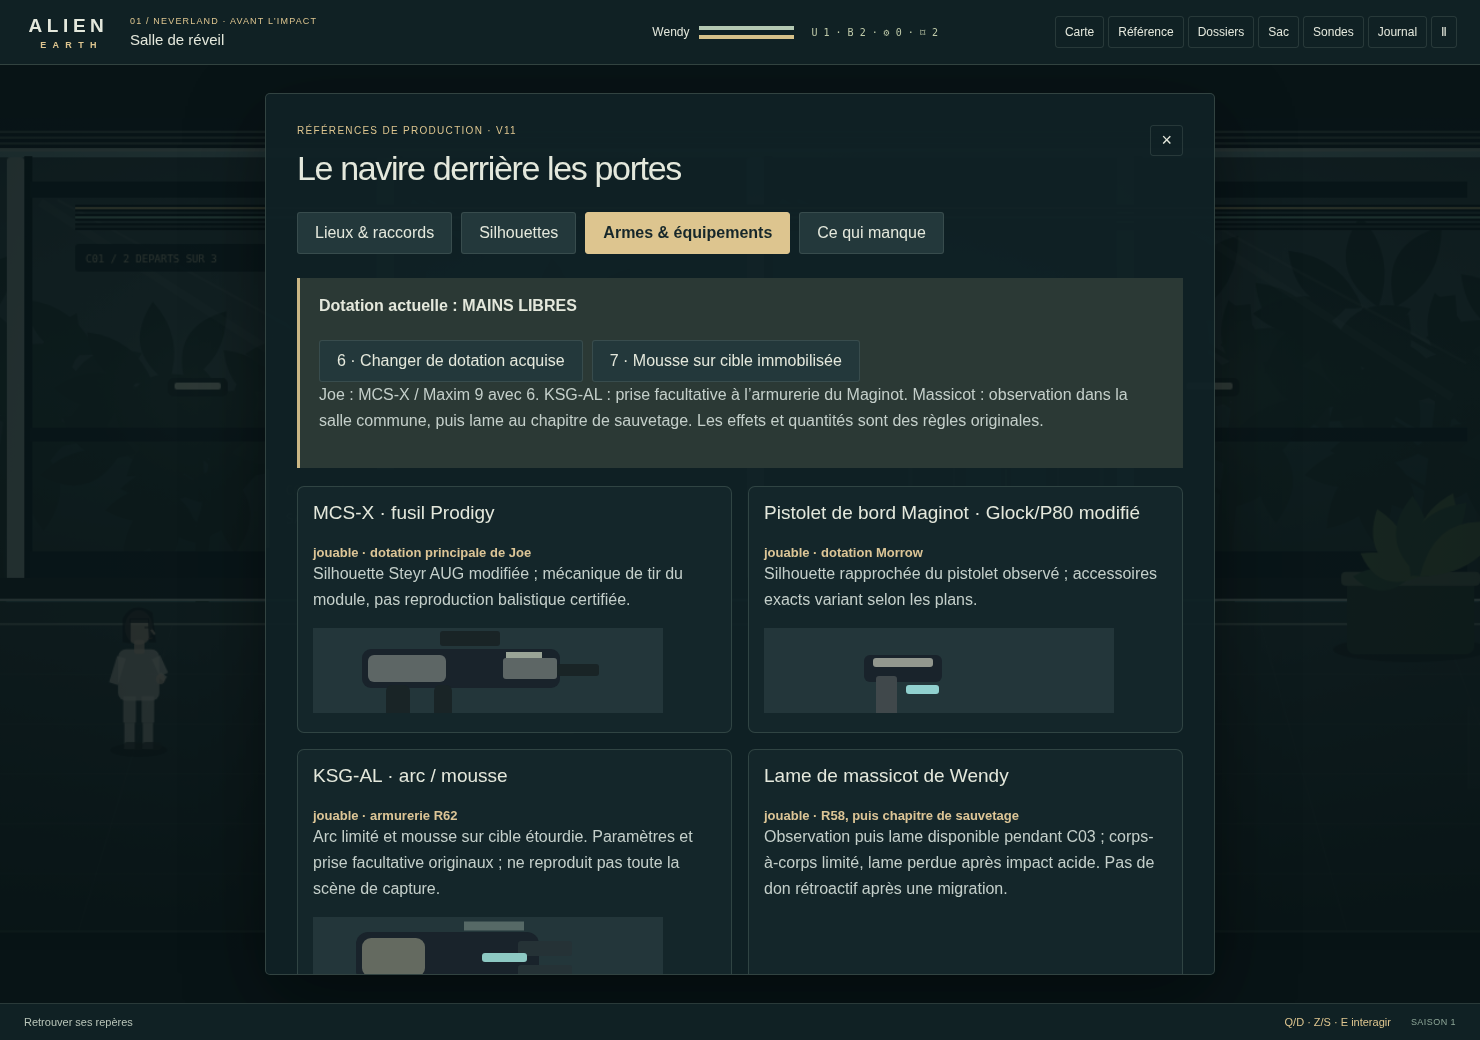 ALIEN
EARTH
01 / NEVERLAND · AVANT L'IMPACT
Salle de réveil
Wendy
U 1 · B 2 · ⚙ 0 · ⌑ 2
Carte
Référence
Dossiers
Sac
Sondes
Journal
Ⅱ
RÉFÉRENCES DE PRODUCTION · V11
×
Le navire derrière les portes
Lieux & raccords
Silhouettes
Armes & équipements
Ce qui manque
C01 / 2 DEPARTS SUR 3
Dotation actuelle : MAINS LIBRES
6 · Changer de dotation acquise
7 · Mousse sur cible immobilisée
Joe : MCS-X / Maxim 9 avec 6. KSG-AL : prise facultative à l’armurerie du Maginot. Massicot : observation dans la
salle commune, puis lame au chapitre de sauvetage. Les effets et quantités sont des règles originales.
MCS-X · fusil Prodigy
jouable · dotation principale de Joe
Silhouette Steyr AUG modifiée ; mécanique de tir du
module, pas reproduction balistique certifiée.
Pistolet de bord Maginot · Glock/P80 modifié
jouable · dotation Morrow
Silhouette rapprochée du pistolet observé ; accessoires
exacts variant selon les plans.
KSG-AL · arc / mousse
jouable · armurerie R62
Arc limité et mousse sur cible étourdie. Paramètres et
prise facultative originaux ; ne reproduit pas toute la
scène de capture.
Lame de massicot de Wendy
jouable · R58, puis chapitre de sauvetage
Observation puis lame disponible pendant C03 ; corps-
à-corps limité, lame perdue après impact acide. Pas de
don rétroactif après une migration.
Retrouver ses repères
Q/D · Z/S · E interagir
SAISON 1